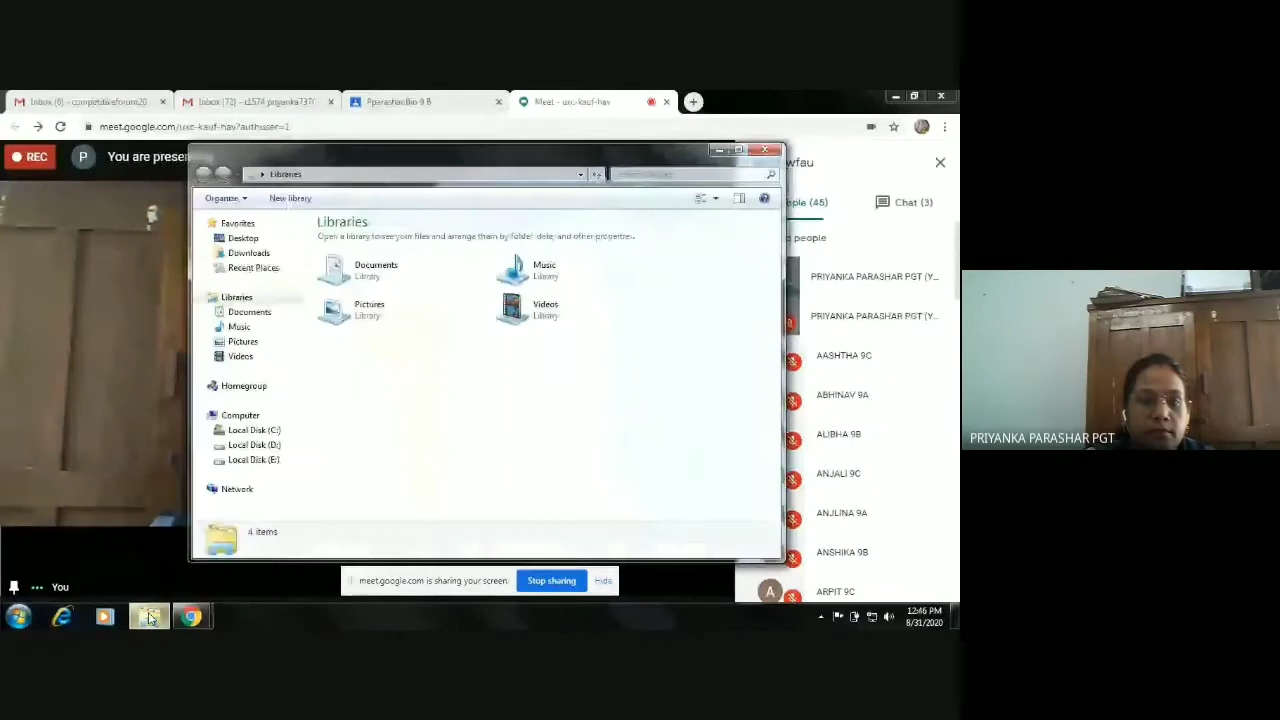 Inbox (6) - competitiveforum20
Inbox (72) - r1574.priyanka737/
PparasharBio 9 B
Meet - uxc-kauf-hav
meet.google.com/uxc-kauf-hav?authuser=1
REC
P
You are presen
wfau
Libraries
Organize
New library
ople (45)
Chat (3)
Favorites
Desktop
Downloads
Recent Places
Libraries
Documents
Music
Pictures
Videos
Homegroup
Computer
Local Disk (C:)
Local Disk (D:)
Local Disk (E:)
Network
Libraries
Open a library to see your files and arrange them by folder, date, and other properties.
Documents
Library
Music
Library
Pictures
Library
Videos
Library
4 items
people
PRIYANKA PARASHAR PGT (Y...
PRIYANKA PARASHAR PGT (Y...
AASHTHA 9C
ABHINAV 9A
ALIBHA 9B
ANJALI 9C
ANJLINA 9A
ANSHIKA 9B
A
ARPIT 9C
You
meet.google.com is sharing your screen.
Stop sharing
Hide
12:46 PM
8/31/2020
PRIYANKA PARASHAR PGT